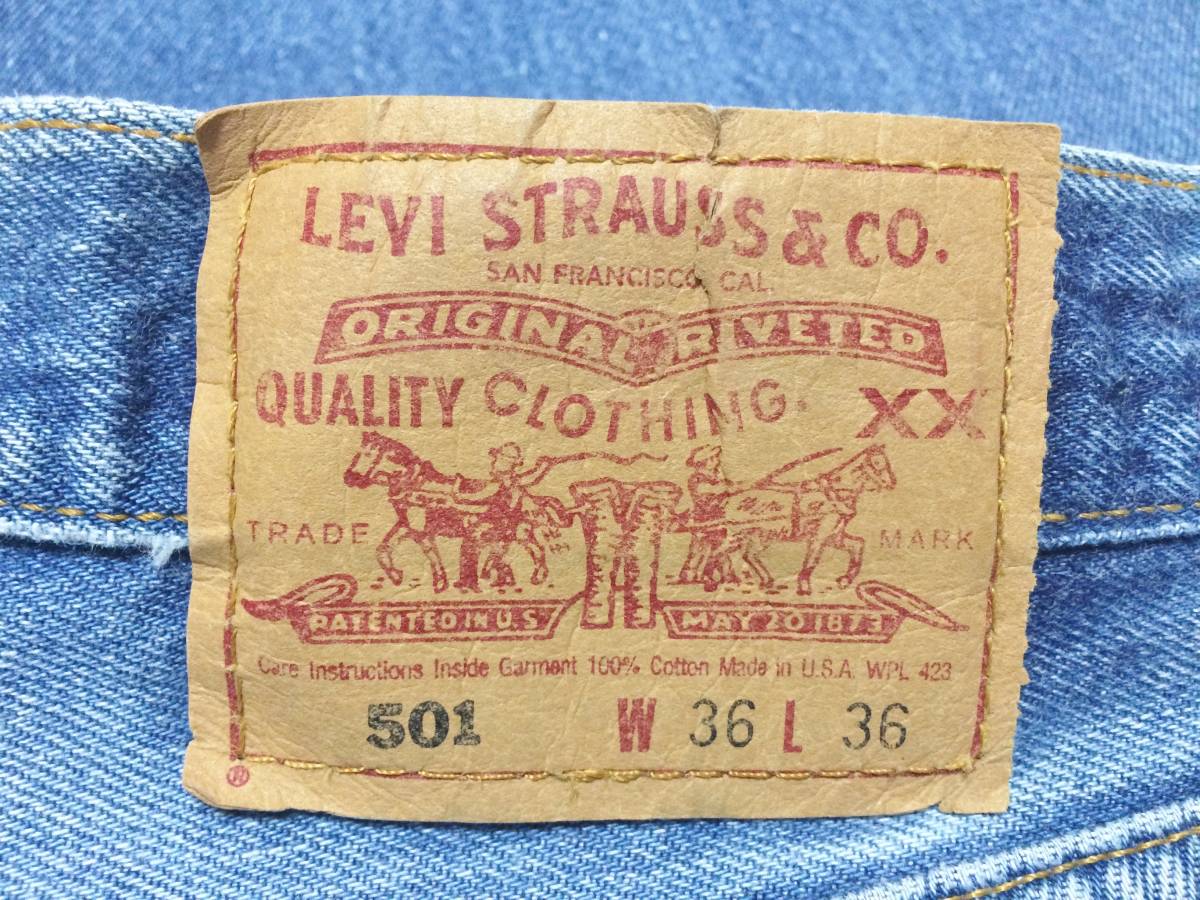 LEVI STRAUSS & CO.
SAN FRANCISCO, CAL.
ORIGINAL RIVETED
QUALITY CLOTHING. XX
TRADE MARK
PATENTED IN U.S MAY 20 1873
Care Instructions Inside Garment 100% Cotton Made in U.S.A. WPL 423
501 W 36 L 36
®